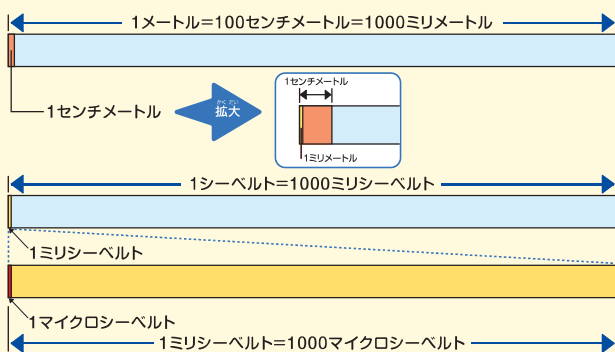 1メートル=100センチメートル=1000ミリメートル
1センチメートル
かくだい
拡大
1センチメートル
1ミリメートル
1シーベルト=1000ミリシーベルト
1ミリシーベルト
1マイクロシーベルト
1ミリシーベルト=1000マイクロシーベルト